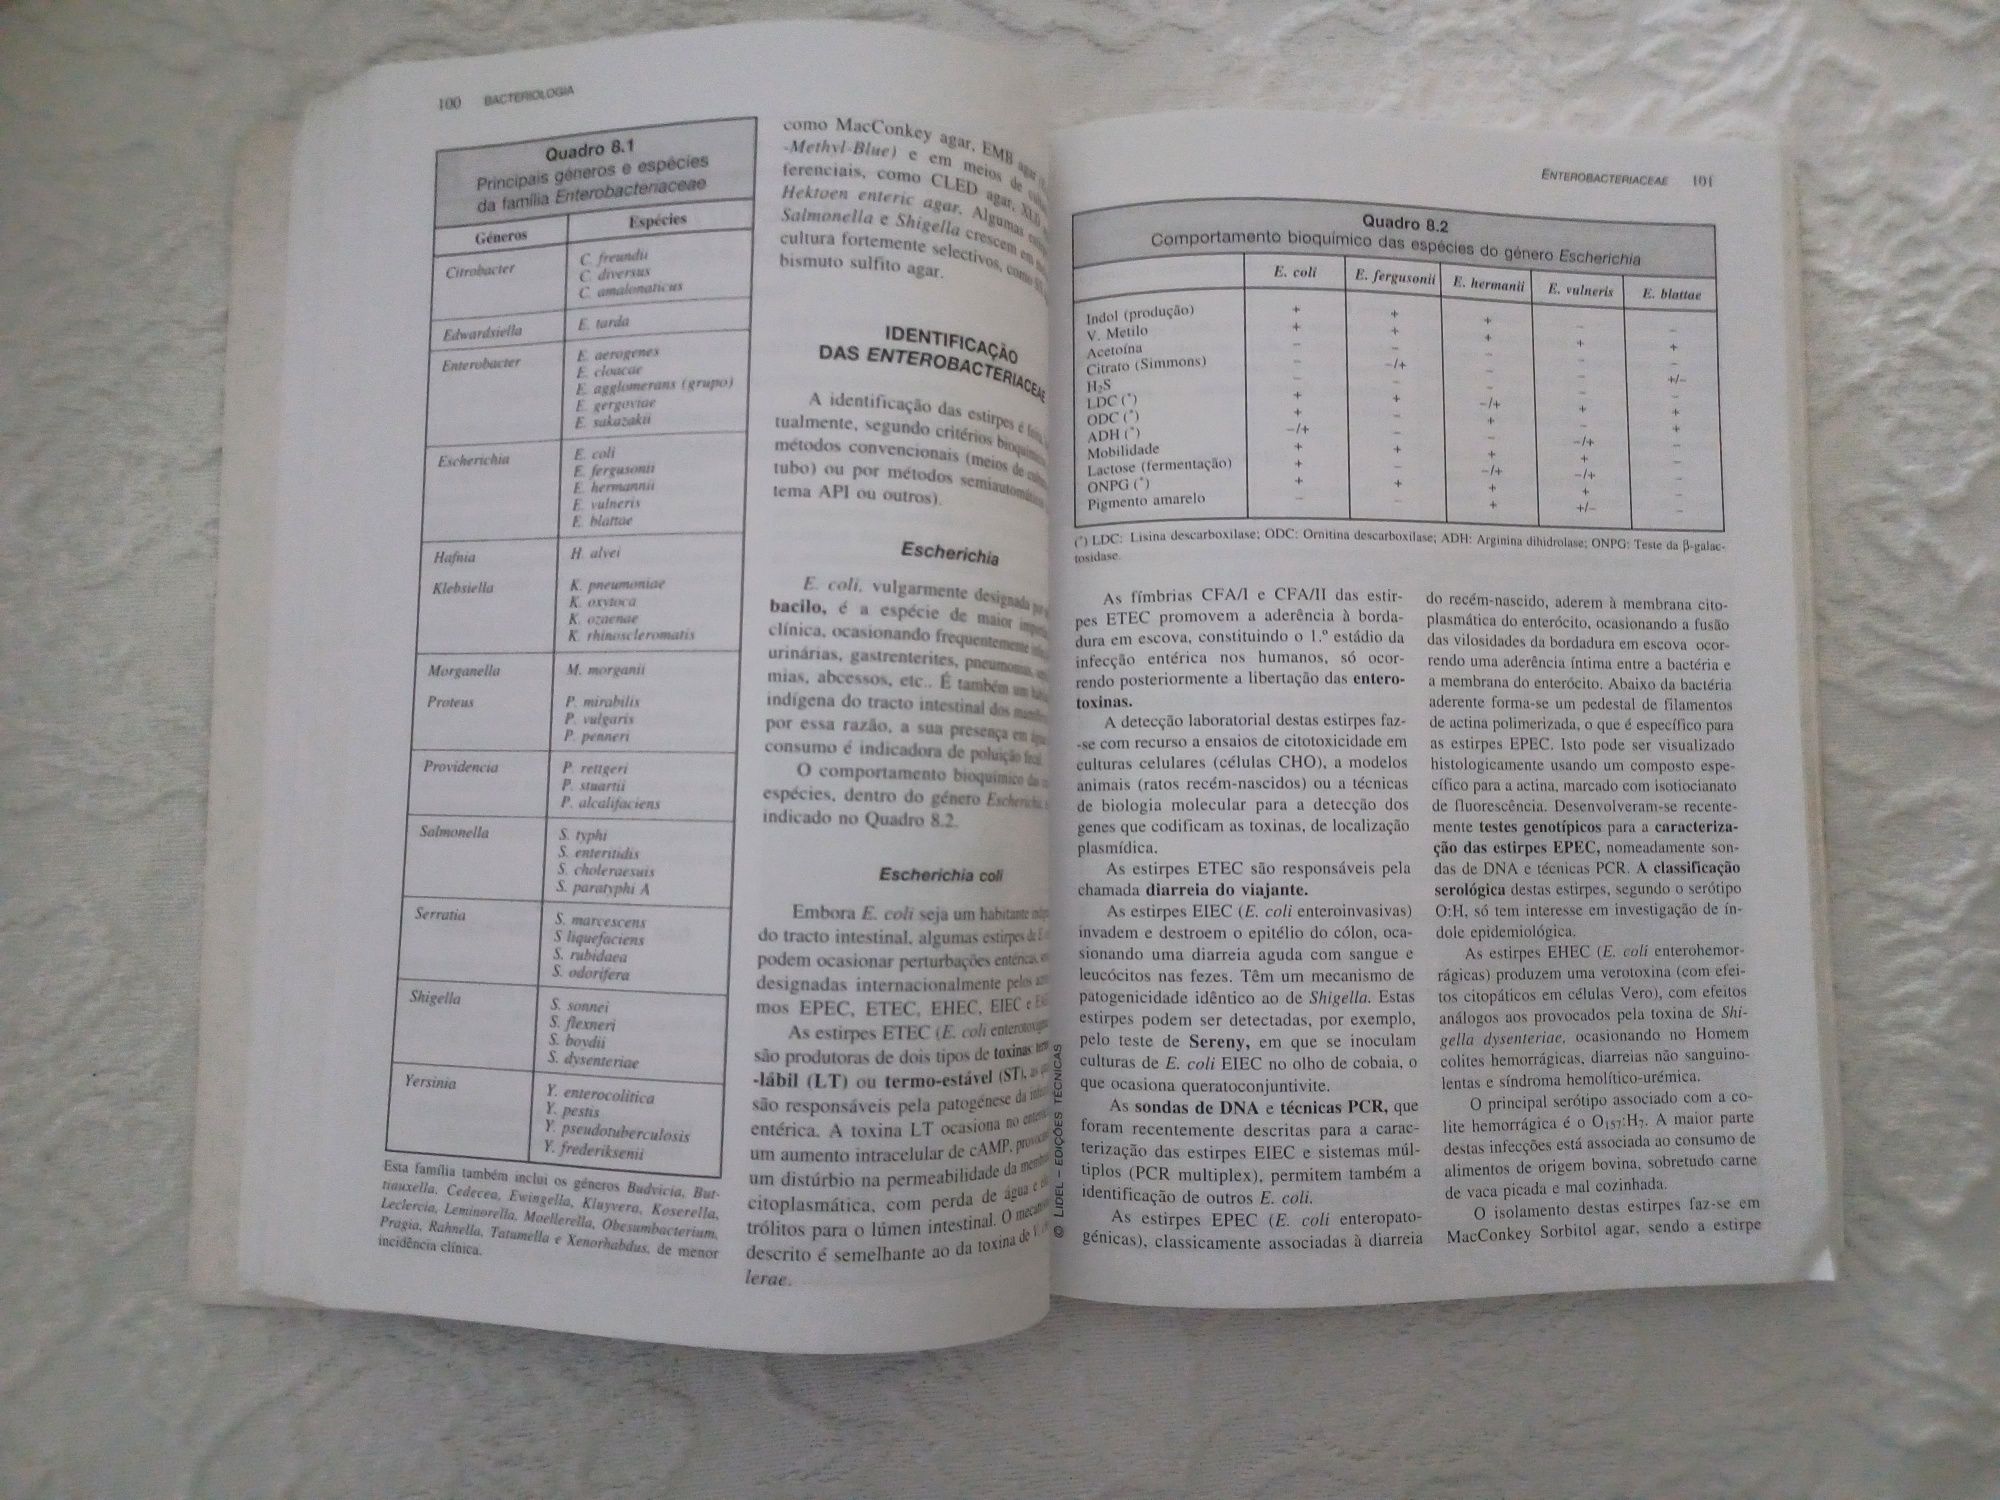 100 BACTERIOLOGIA
Quadro 8.1
Principais géneros e espécies
da família Enterobacteriaceae
Géneros Espécies
Citrobacter C. freundii
C. diversus
C. amalonaticus
Edwardsiella E. tarda
Enterobacter E. aerogenes
E. cloacae
E. agglomerans (grupo)
E. gergoviae
E. sakazakii
Escherichia E. coli
E. fergusonii
E. hermannii
E. vulneris
E. blattae
Hafnia H. alvei
Klebsiella K. pneumoniae
K. oxytoca
K. ozaenae
K. rhinoscleromatis
Morganella M. morganii
Proteus P. mirabilis
P. vulgaris
P. penneri
Providencia P. rettgeri
P. stuartii
P. alcalifaciens
Salmonella S. typhi
S. enteritidis
S. choleraesuis
S. paratyphi A
Serratia S. marcescens
S liquefaciens
S. rubidaea
S. odorifera
Shigella S. sonnei
S. flexneri
S. boydii
S. dysenteriae
Yersinia Y. enterocolitica
Y. pestis
Y. pseudotuberculosis
Y. frederiksenii
Esta família também inclui os géneros Budvicia, But-
tiauxella, Cedecea, Ewingella, Kluyvera, Koserella,
Leclercia, Leminorella, Moellerella, Obesumbacterium,
Pragia, Rahnella, Tatumella e Xenorhabdus, de menor
incidência clínica.
como MacConkey agar, EMB agar
-Methyl-Blue) e em meios de
ferenciais, como CLED agar, XLD
Hektoen enteric agar. Algumas
Salmonella e Shigella crescem em
cultura fortemente selectivos, como
bismuto sulfito agar.
IDENTIFICAÇÃO
DAS ENTEROBACTERIACEAE
A identificação das estirpes é feita,
tualmente, segundo critérios bioquímicos
métodos convencionais (meios de
tubo) ou por métodos semiautomáticos
tema API ou outros).
Escherichia
E. coli, vulgarmente designada por
bacilo, é a espécie de maior
clínica, ocasionando frequentemente
urinárias, gastrenterites, pneumonias,
mias, abcessos, etc.. É também um
indígena do tracto intestinal dos
por essa razão, a sua presença em
consumo é indicadora de poluição fecal.
O comportamento bioquímico das
espécies, dentro do género Escherichia,
indicado no Quadro 8.2.
Escherichia coli
Embora E. coli seja um habitante
do tracto intestinal, algumas estirpes de
podem ocasionar perturbações entéricas,
designadas internacionalmente pelos
mos EPEC, ETEC, EHEC, EIEC e
As estirpes ETEC (E. coli
são produtoras de dois tipos de toxinas
-lábil (LT) ou termo-estável (ST),
são responsáveis pela patogénese da
entérica. A toxina LT ocasiona no
um aumento intracelular de cAMP,
um distúrbio na permeabilidade da
citoplasmática, com perda de água e
trólitos para o lúmen intestinal. O
descrito é semelhante ao da toxina de V.
lerae.
© LIDEL – EDIÇÕES TÉCNICAS
ENTEROBACTERIACEAE 101
Quadro 8.2
Comportamento bioquímico das espécies do género Escherichia
E. coli E. fergusonii E. hermanii E. vulneris E. blattae
Indol (produção) + + + – –
V. Metilo + + + + +
Acetoína – – – – –
Citrato (Simmons) – –/+ – – +/–
H₂S – – – – –
LDC (*) + + –/+ + +
ODC (*) + – + – +
ADH (*) –/+ – – –/+ –
Mobilidade + + + + –
Lactose (fermentação) + – –/+ –/+ –
ONPG (*) + + + + –
Pigmento amarelo – – + +/– –
(*) LDC: Lisina descarboxilase; ODC: Ornitina descarboxilase; ADH: Arginina dihidrolase; ONPG: Teste da β-galac-
tosidase.
As fímbrias CFA/I e CFA/II das estir-
pes ETEC promovem a aderência à borda-
dura em escova, constituindo o 1.º estádio da
infecção entérica nos humanos, só ocor-
rendo posteriormente a libertação das entero-
toxinas.
A detecção laboratorial destas estirpes faz-
-se com recurso a ensaios de citotoxicidade em
culturas celulares (células CHO), a modelos
animais (ratos recém-nascidos) ou a técnicas
de biologia molecular para a detecção dos
genes que codificam as toxinas, de localização
plasmídica.
As estirpes ETEC são responsáveis pela
chamada diarreia do viajante.
As estirpes EIEC (E. coli enteroinvasivas)
invadem e destroem o epitélio do cólon, oca-
sionando uma diarreia aguda com sangue e
leucócitos nas fezes. Têm um mecanismo de
patogenicidade idêntico ao de Shigella. Estas
estirpes podem ser detectadas, por exemplo,
pelo teste de Sereny, em que se inoculam
culturas de E. coli EIEC no olho de cobaia, o
que ocasiona queratoconjuntivite.
As sondas de DNA e técnicas PCR, que
foram recentemente descritas para a carac-
terização das estirpes EIEC e sistemas múl-
tiplos (PCR multiplex), permitem também a
identificação de outros E. coli.
As estirpes EPEC (E. coli enteropato-
génicas), classicamente associadas à diarreia
do recém-nascido, aderem à membrana cito-
plasmática do enterócito, ocasionando a fusão
das vilosidades da bordadura em escova ocor-
rendo uma aderência íntima entre a bactéria e
a membrana do enterócito. Abaixo da bactéria
aderente forma-se um pedestal de filamentos
de actina polimerizada, o que é específico para
as estirpes EPEC. Isto pode ser visualizado
histologicamente usando um composto espe-
cífico para a actina, marcado com isotiocianato
de fluorescência. Desenvolveram-se recente-
mente testes genotípicos para a caracteriza-
ção das estirpes EPEC, nomeadamente son-
das de DNA e técnicas PCR. A classificação
serológica destas estirpes, segundo o serótipo
O:H, só tem interesse em investigação de ín-
dole epidemiológica.
As estirpes EHEC (E. coli enterohemor-
rágicas) produzem uma verotoxina (com efei-
tos citopáticos em células Vero), com efeitos
análogos aos provocados pela toxina de Shi-
gella dysenteriae, ocasionando no Homem
colites hemorrágicas, diarreias não sanguino-
lentas e síndroma hemolítico-urémica.
O principal serótipo associado com a co-
lite hemorrágica é o O₁₅₇:H₇. A maior parte
destas infecções está associada ao consumo de
alimentos de origem bovina, sobretudo carne
de vaca picada e mal cozinhada.
O isolamento destas estirpes faz-se em
MacConkey Sorbitol agar, sendo a estirpe